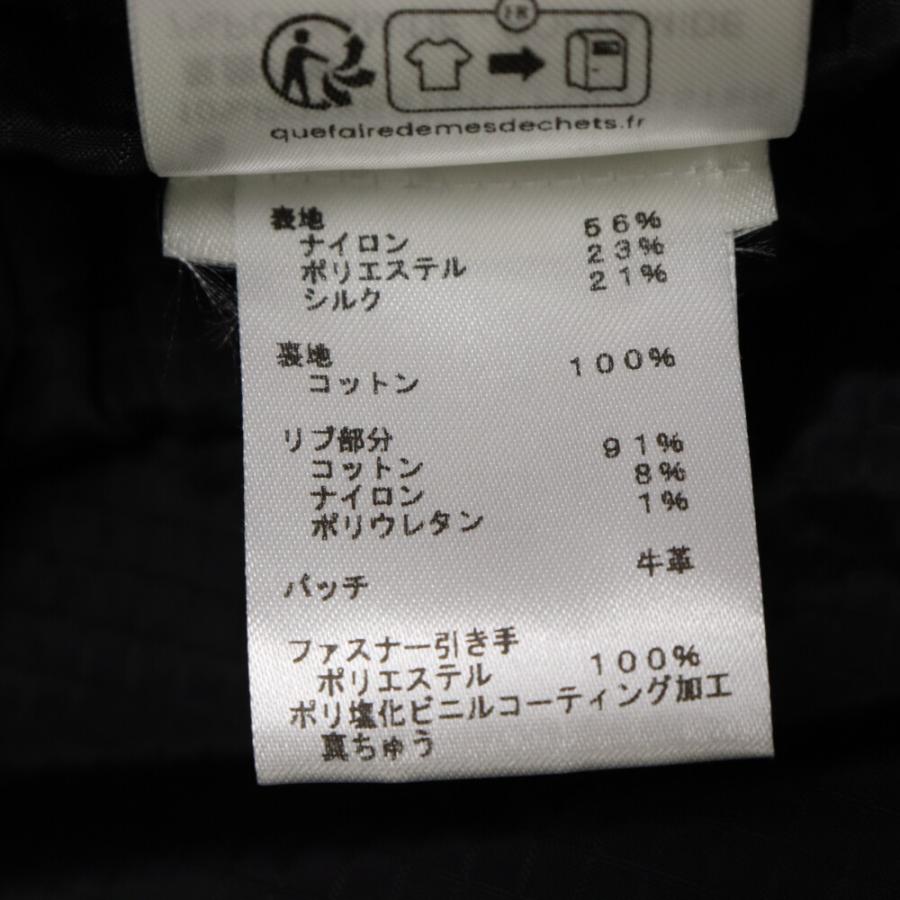 FR
quefairedemesdechets.fr
表地
ナイロン 56%
ポリエステル 23%
シルク 21%
裏地
コットン 100%
リブ部分
コットン 91%
ナイロン 8%
ポリウレタン 1%
パッチ 牛革
ファスナー引き手
ポリエステル 100%
ポリ塩化ビニルコーティング加工
真ちゅう